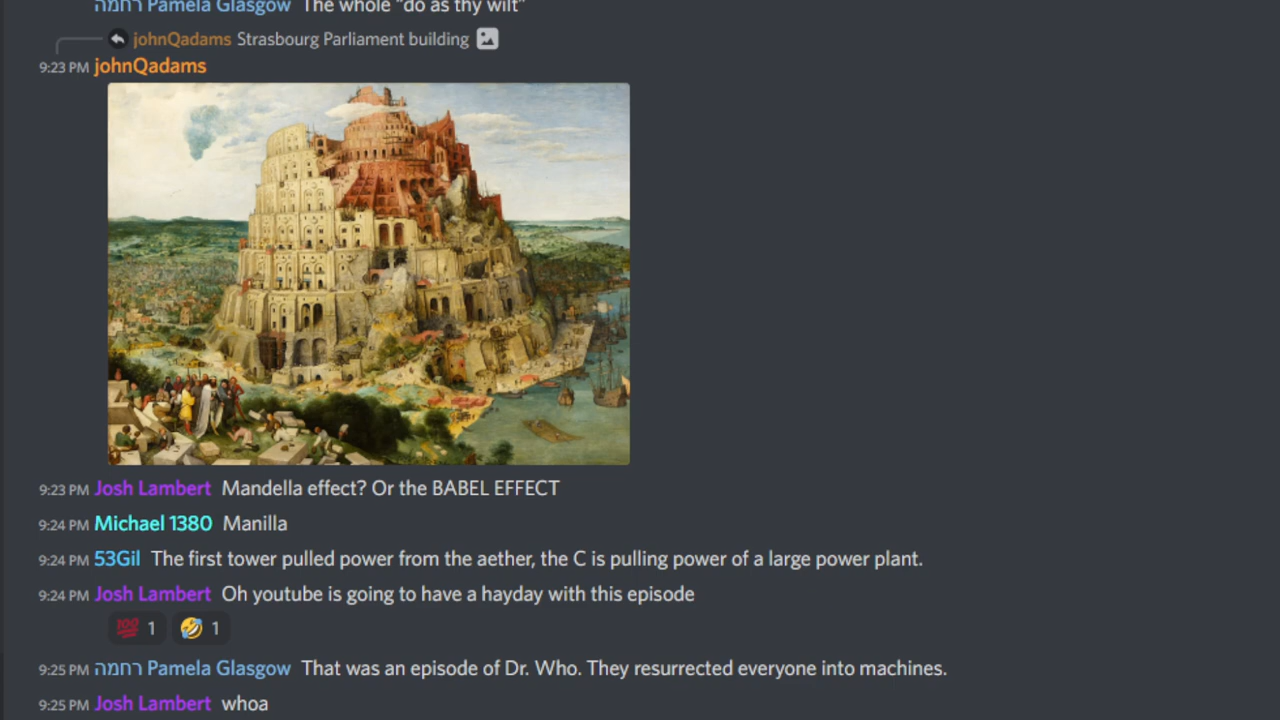 רחמה Pamela Glasgow The whole "do as thy wilt"
johnQadams Strasbourg Parliament building
9:23 PM johnQadams
9:23 PM Josh Lambert Mandella effect? Or the BABEL EFFECT
9:24 PM Michael 1380 Manilla
9:24 PM 53Gil The first tower pulled power from the aether, the C is pulling power of a large power plant.
9:24 PM Josh Lambert Oh youtube is going to have a hayday with this episode
💯 1 🤣 1
9:25 PM רחמה Pamela Glasgow That was an episode of Dr. Who. They resurrected everyone into machines.
9:25 PM Josh Lambert whoa